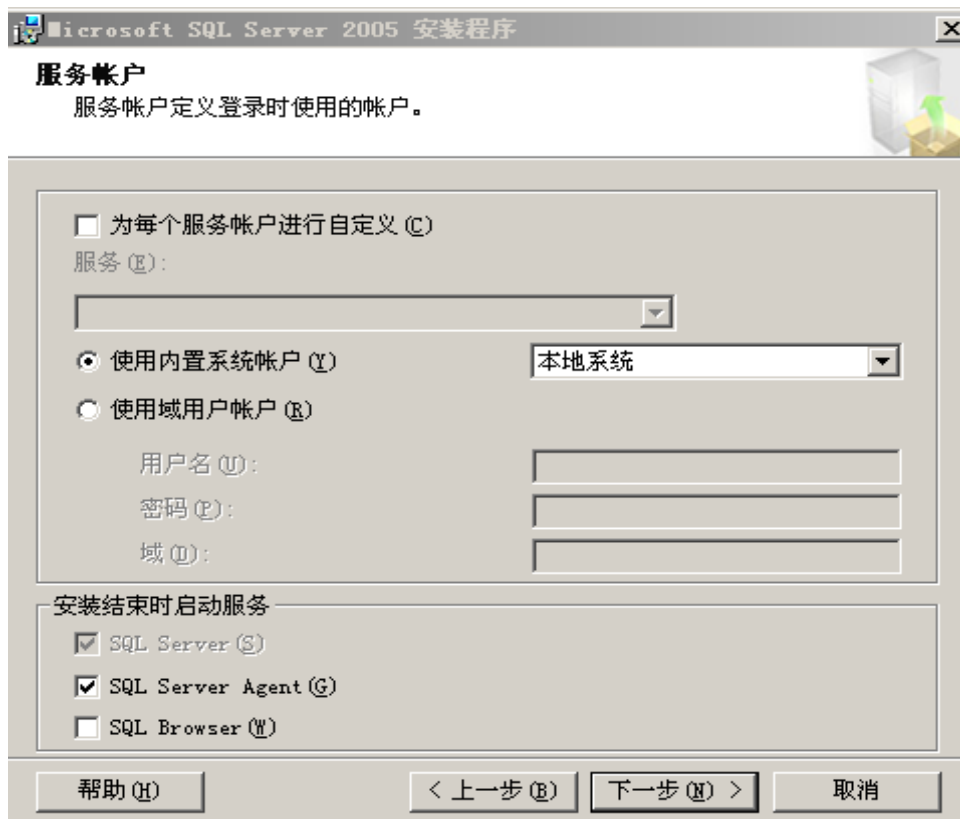 Microsoft SQL Server 2005 安装程序
服务帐户
服务帐户定义登录时使用的帐户。
为每个服务帐户进行自定义(C)
服务(E):
使用内置系统帐户(Y) 本地系统
使用域用户帐户(R)
用户名(U):
密码(P):
域(D):
安装结束时启动服务
SQL Server(S)
SQL Server Agent(G)
SQL Browser(W)
帮助(H) < 上一步(B) 下一步(N) > 取消